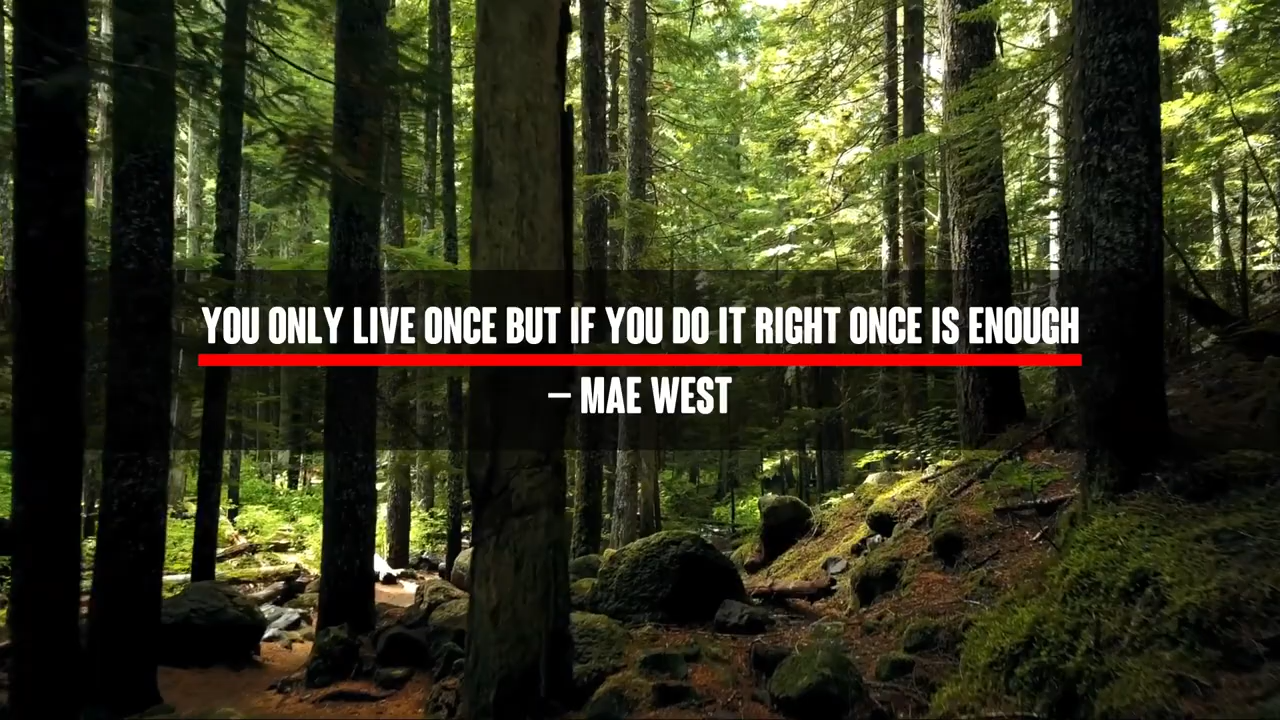 YOU ONLY LIVE ONCE BUT IF YOU DO IT RIGHT ONCE IS ENOUGH
– MAE WEST